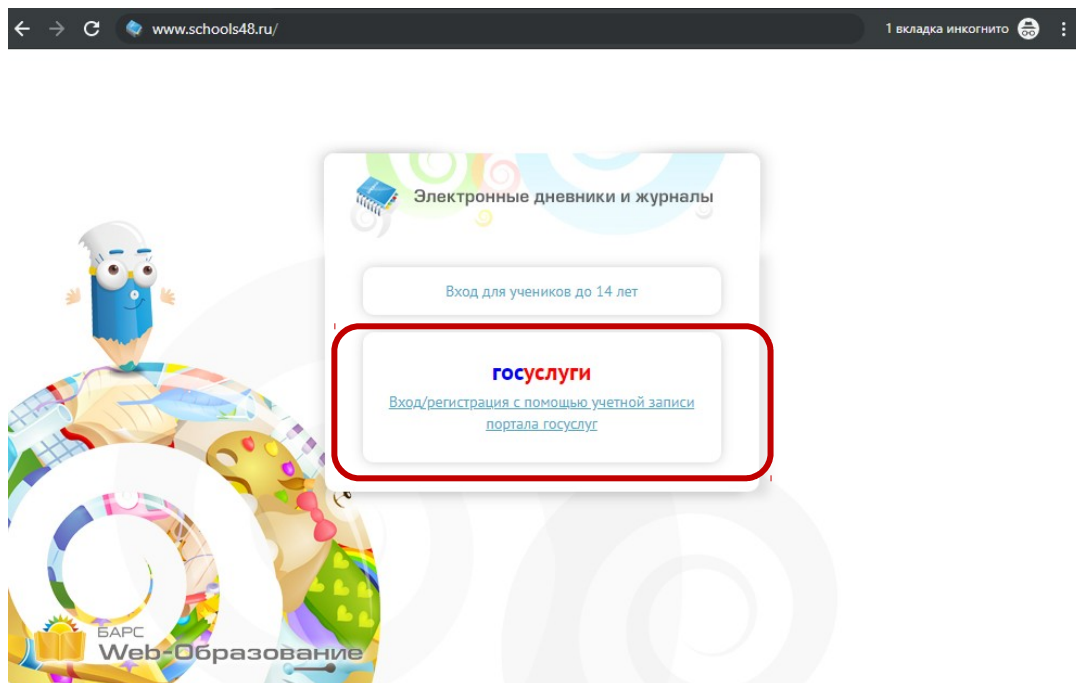 www.schools48.ru/
1 вкладка инкогнито
Электронные дневники и журналы
Вход для учеников до 14 лет
госуслуги
Вход/регистрация с помощью учетной записи
портала госуслуг
БАРС
Web-Образование